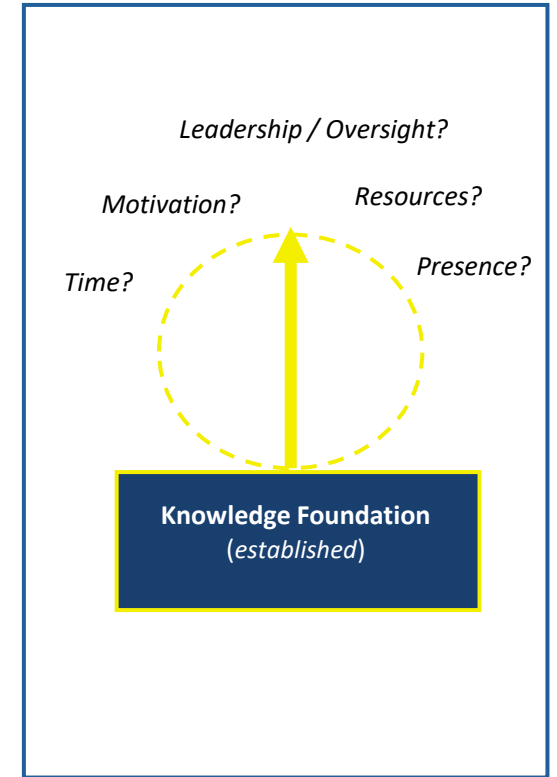 Leadership / Oversight?
Motivation?
Resources?
Time?
Presence?
Knowledge Foundation
(established)